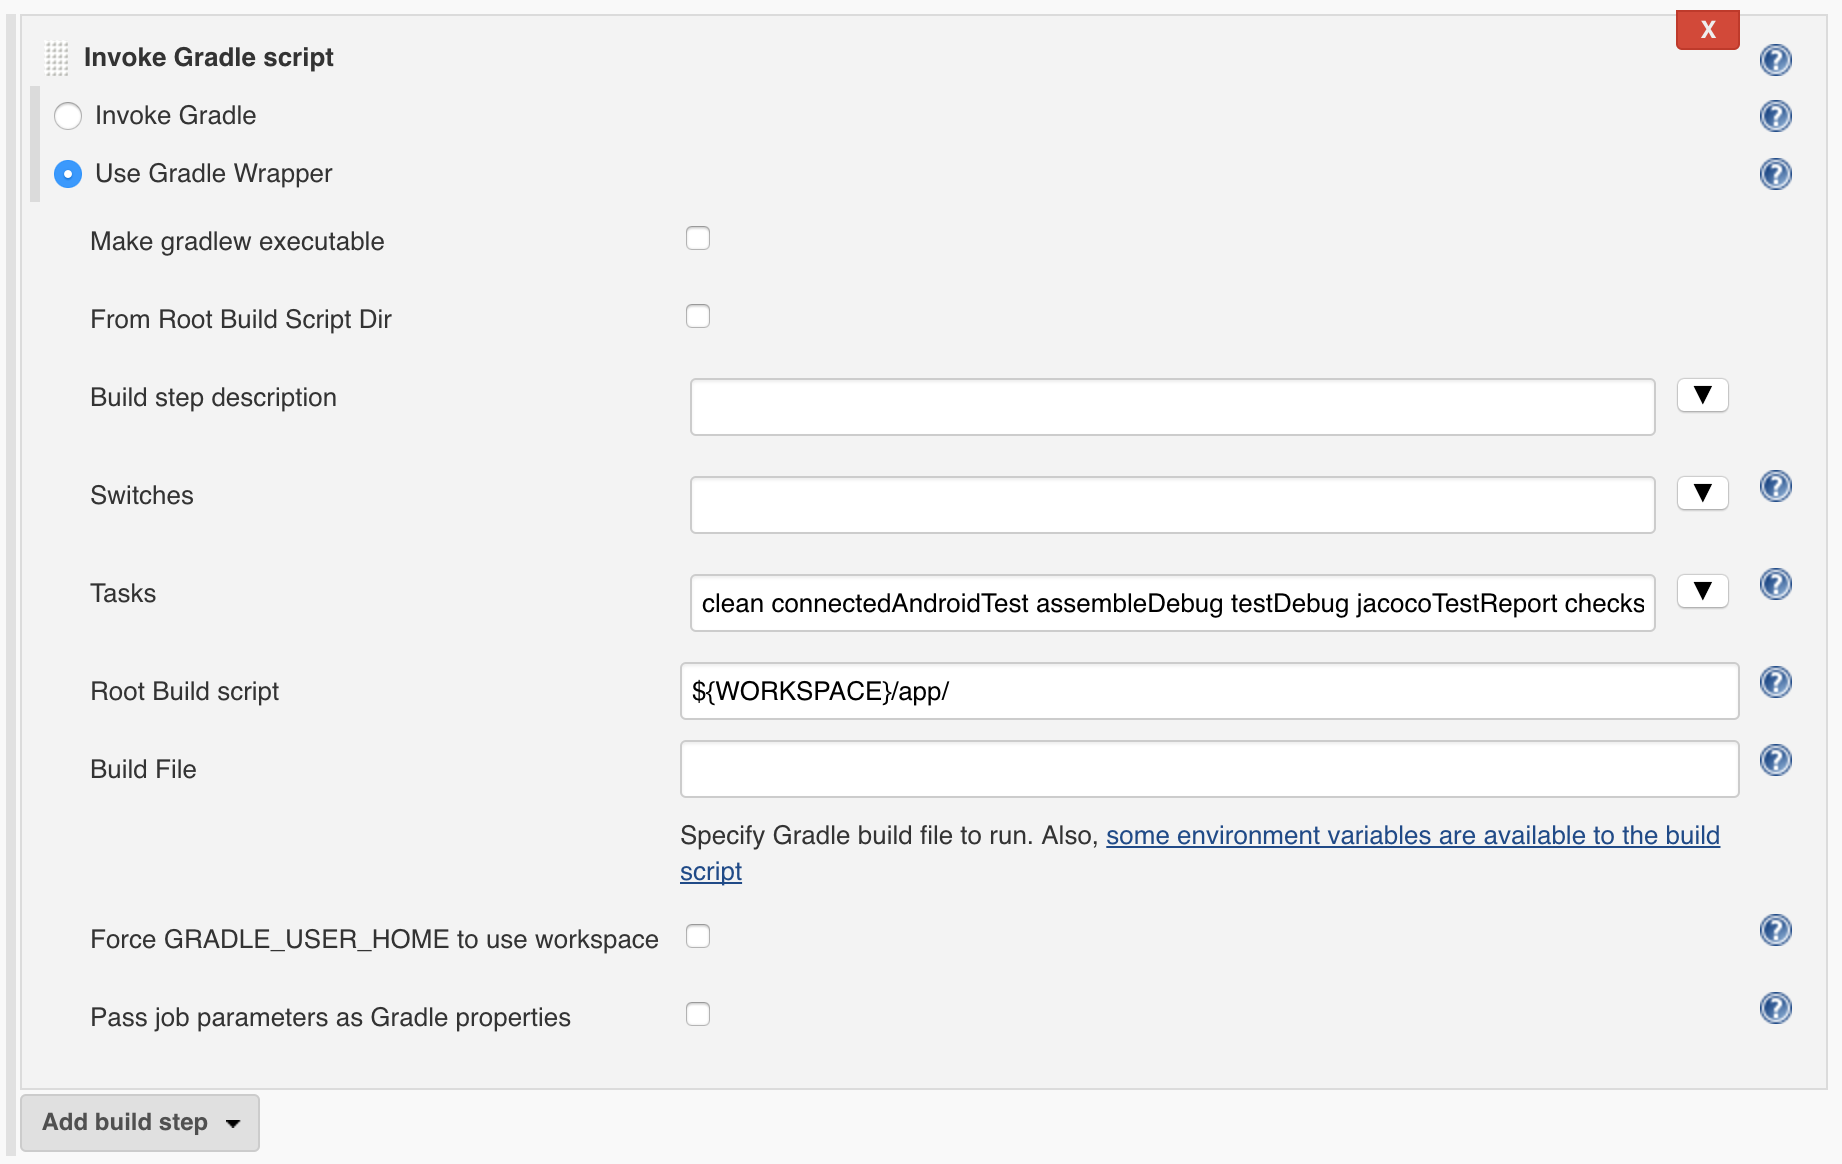 X
Invoke Gradle script
Invoke Gradle
Use Gradle Wrapper
Make gradlew executable
From Root Build Script Dir
Build step description
Switches
Tasks
clean connectedAndroidTest assembleDebug testDebug jacocoTestReport checks
Root Build script
${WORKSPACE}/app/
Build File
Specify Gradle build file to run. Also, some environment variables are available to the build
script
Force GRADLE_USER_HOME to use workspace
Pass job parameters as Gradle properties
Add build step